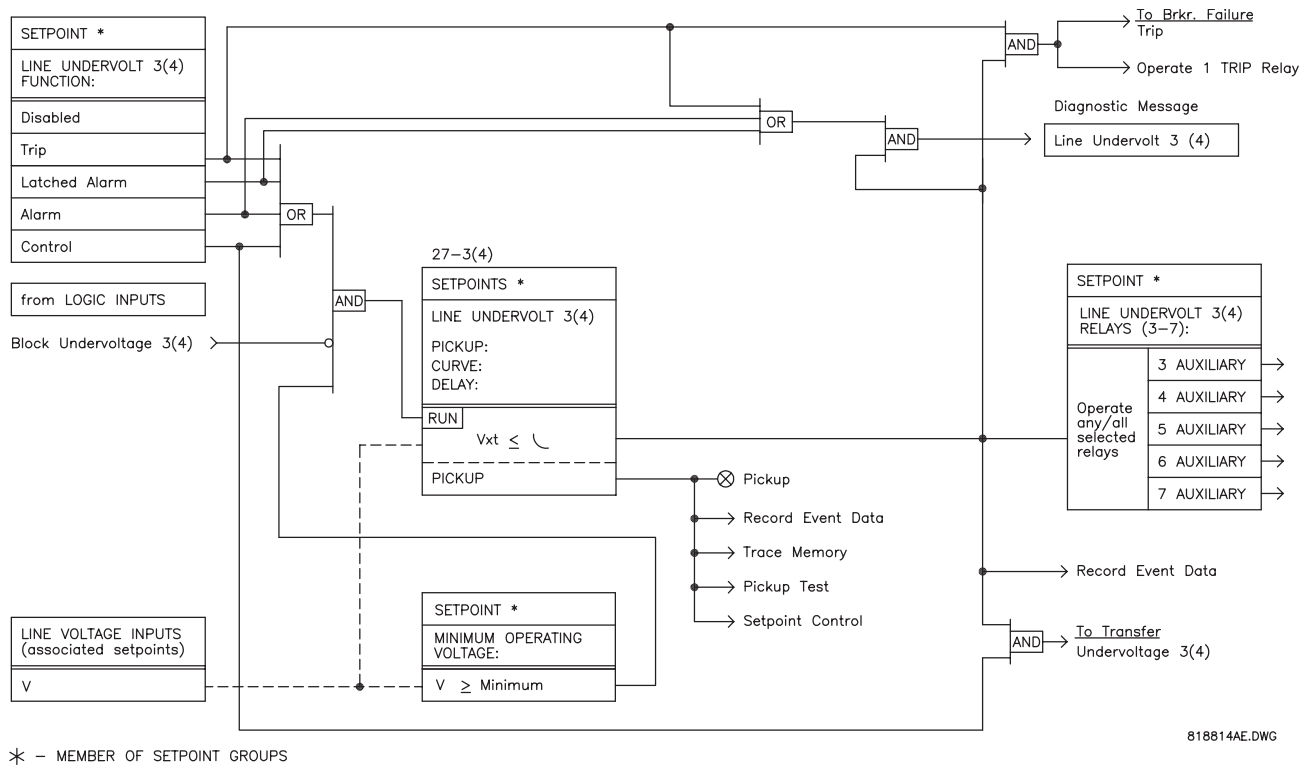 SETPOINT *
LINE UNDERVOLT 3(4)
FUNCTION:
Disabled
Trip
Latched Alarm
Alarm
Control
from LOGIC INPUTS
Block Undervoltage 3(4)
OR
AND
27-3(4)
SETPOINTS *
LINE UNDERVOLT 3(4)
PICKUP:
CURVE:
DELAY:
RUN
Vxt ≤
PICKUP
LINE VOLTAGE INPUTS
(associated setpoints)
V
SETPOINT *
MINIMUM OPERATING
VOLTAGE:
V ≥ Minimum
Pickup
Record Event Data
Trace Memory
Pickup Test
Setpoint Control
OR
AND
AND
To Brkr. Failure
Trip
Operate 1 TRIP Relay
Diagnostic Message
Line Undervolt 3 (4)
SETPOINT *
LINE UNDERVOLT 3(4)
RELAYS (3-7):
Operate
any/all
selected
relays
3 AUXILIARY
4 AUXILIARY
5 AUXILIARY
6 AUXILIARY
7 AUXILIARY
Record Event Data
AND
To Transfer
Undervoltage 3(4)
818814AE.DWG
* - MEMBER OF SETPOINT GROUPS